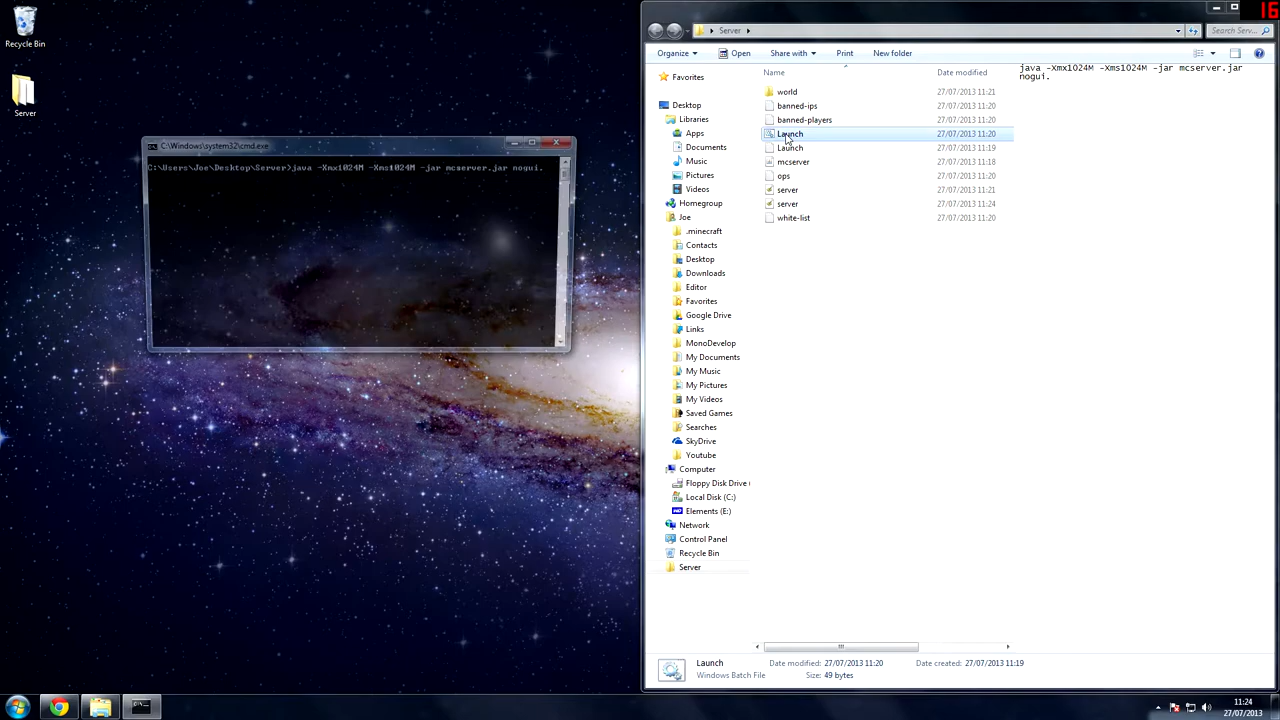 Recycle Bin
Server
C:\Windows\system32\cmd.exe
C:\Users\Joe\Desktop\Server>java -Xmx1024M -Xms1024M -jar mcserver.jar nogui.
16
Server
Search Serv...
Organize
Open
Share with
Print
New folder
Name
Date modified
Favorites
Desktop
Libraries
Apps
Documents
Music
Pictures
Videos
Homegroup
Joe
.minecraft
Contacts
Desktop
Downloads
Editor
Favorites
Google Drive
Links
MonoDevelop
My Documents
My Music
My Pictures
My Videos
Saved Games
Searches
SkyDrive
Youtube
Computer
Floppy Disk Drive
Local Disk (C:)
Elements (E:)
Network
Control Panel
Recycle Bin
Server
world 27/07/2013 11:21
banned-ips 27/07/2013 11:20
banned-players 27/07/2013 11:20
Launch 27/07/2013 11:20
Launch 27/07/2013 11:19
mcserver 27/07/2013 11:18
ops 27/07/2013 11:20
server 27/07/2013 11:21
server 27/07/2013 11:24
white-list 27/07/2013 11:20
java -Xmx1024M -Xms1024M -jar mcserver.jar
nogui.
Launch Date modified: 27/07/2013 11:20 Date created: 27/07/2013 11:19
Windows Batch File Size: 49 bytes
11:24
27/07/2013